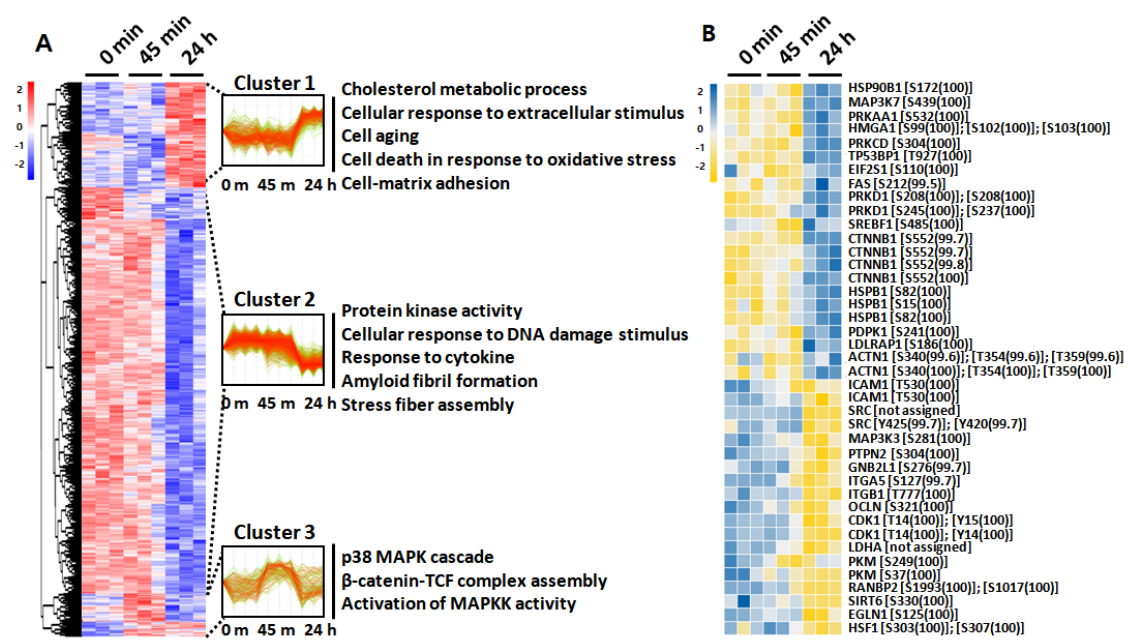 A
0 min
45 min
24 h
2
1
0
-1
-2
Cluster 1
0 m 45 m 24 h
Cholesterol metabolic process
Cellular response to extracellular stimulus
Cell aging
Cell death in response to oxidative stress
Cell-matrix adhesion
Cluster 2
0 m 45 m 24 h
Protein kinase activity
Cellular response to DNA damage stimulus
Response to cytokine
Amyloid fibril formation
Stress fiber assembly
Cluster 3
0 m 45 m 24 h
p38 MAPK cascade
β-catenin-TCF complex assembly
Activation of MAPKK activity
B
0 min
45 min
24 h
2
1
0
-1
-2
HSP90B1 [S172(100)]
MAP3K7 [S439(100)]
PRKAA1 [S532(100)]
HMGA1 [S99(100)]; [S102(100)]; [S103(100)]
PRKCD [S304(100)]
TP53BP1 [T927(100)]
EIF2S1 [S110(100)]
FAS [S212(99.5)]
PRKD1 [S208(100)]; [S208(100)]
PRKD1 [S245(100)]; [S237(100)]
SREBF1 [S485(100)]
CTNNB1 [S552(99.7)]
CTNNB1 [S552(99.7)]
CTNNB1 [S552(99.8)]
CTNNB1 [S552(100)]
HSPB1 [S82(100)]
HSPB1 [S15(100)]
HSPB1 [S82(100)]
PDPK1 [S241(100)]
LDLRAP1 [S186(100)]
ACTN1 [S340(99.6)]; [T354(99.6)]; [T359(99.6)]
ACTN1 [S340(100)]; [T354(100)]; [T359(100)]
ICAM1 [T530(100)]
ICAM1 [T530(100)]
SRC [not assigned]
SRC [Y425(99.7)]; [Y420(99.7)]
MAP3K3 [S281(100)]
PTPN2 [S304(100)]
GNB2L1 [S276(99.7)]
ITGA5 [S127(99.7)]
ITGB1 [T777(100)]
OCLN [S321(100)]
CDK1 [T14(100)]; [Y15(100)]
CDK1 [T14(100)]; [Y14(100)]
LDHA [not assigned]
PKM [S249(100)]
PKM [S37(100)]
RANBP2 [S1993(100)]; [S1017(100)]
SIRT6 [S330(100)]
EGLN1 [S125(100)]
HSF1 [S303(100)]; [S307(100)]